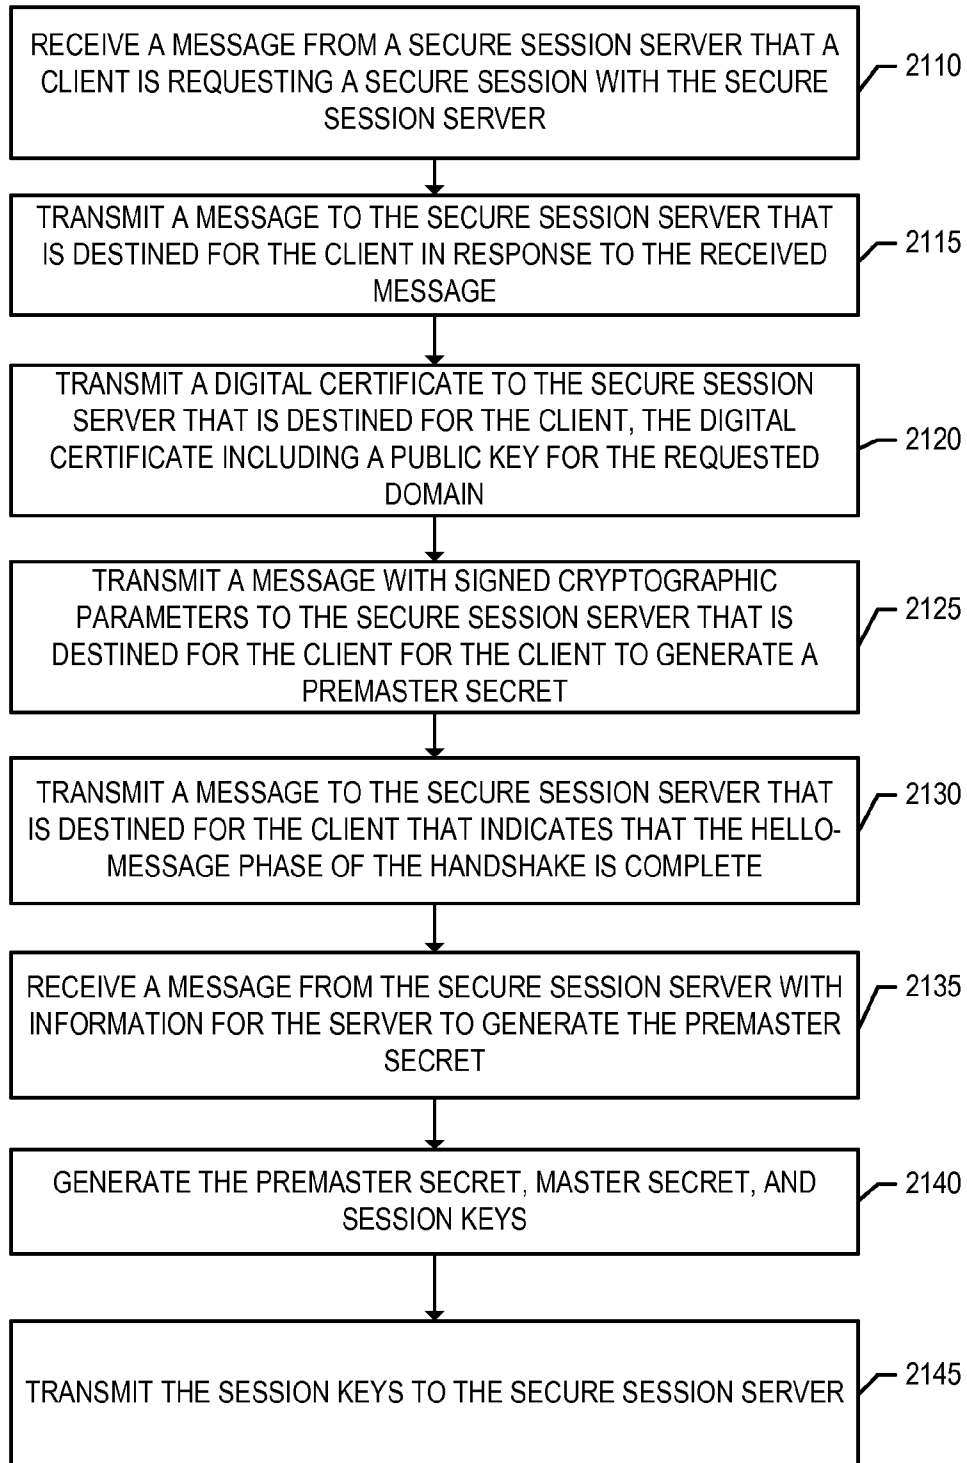 RECEIVE A MESSAGE FROM A SECURE SESSION SERVER THAT A
CLIENT IS REQUESTING A SECURE SESSION WITH THE SECURE
SESSION SERVER
2110
TRANSMIT A MESSAGE TO THE SECURE SESSION SERVER THAT
IS DESTINED FOR THE CLIENT IN RESPONSE TO THE RECEIVED
MESSAGE
2115
TRANSMIT A DIGITAL CERTIFICATE TO THE SECURE SESSION
SERVER THAT IS DESTINED FOR THE CLIENT, THE DIGITAL
CERTIFICATE INCLUDING A PUBLIC KEY FOR THE REQUESTED
DOMAIN
2120
TRANSMIT A MESSAGE WITH SIGNED CRYPTOGRAPHIC
PARAMETERS TO THE SECURE SESSION SERVER THAT IS
DESTINED FOR THE CLIENT FOR THE CLIENT TO GENERATE A
PREMASTER SECRET
2125
TRANSMIT A MESSAGE TO THE SECURE SESSION SERVER THAT
IS DESTINED FOR THE CLIENT THAT INDICATES THAT THE HELLO-
MESSAGE PHASE OF THE HANDSHAKE IS COMPLETE
2130
RECEIVE A MESSAGE FROM THE SECURE SESSION SERVER WITH
INFORMATION FOR THE SERVER TO GENERATE THE PREMASTER
SECRET
2135
GENERATE THE PREMASTER SECRET, MASTER SECRET, AND
SESSION KEYS
2140
TRANSMIT THE SESSION KEYS TO THE SECURE SESSION SERVER
2145